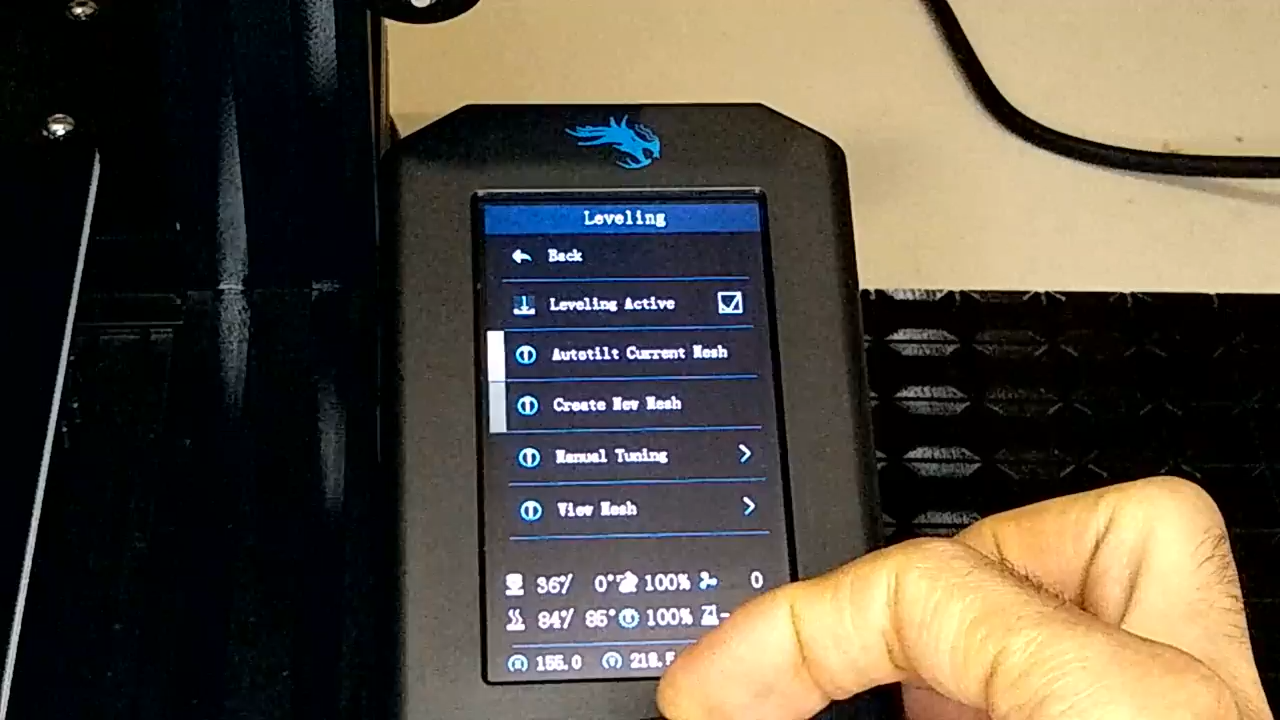 Leveling
Back
Leveling Active
Autotilt Current Mesh
Create New Mesh
Manual Tuning
View Mesh
36°/ 0° 100% 0
84°/ 85° 100% -
155.0